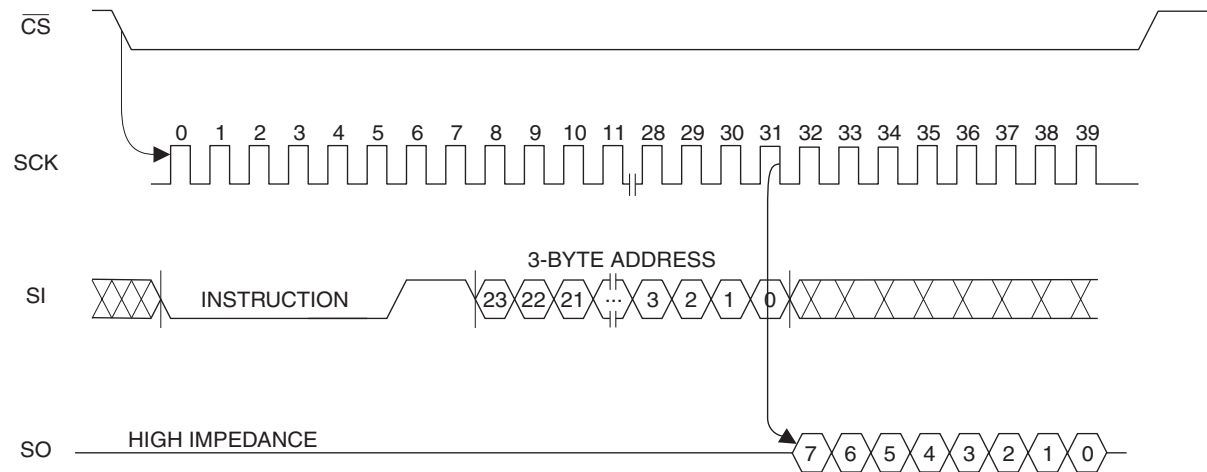 CS
0 1 2 3 4 5 6 7 8 9 10 11 28 29 30 31 32 33 34 35 36 37 38 39
SCK
3-BYTE ADDRESS
SI INSTRUCTION 23 22 21 ... 3 2 1 0
HIGH IMPEDANCE
SO 7 6 5 4 3 2 1 0